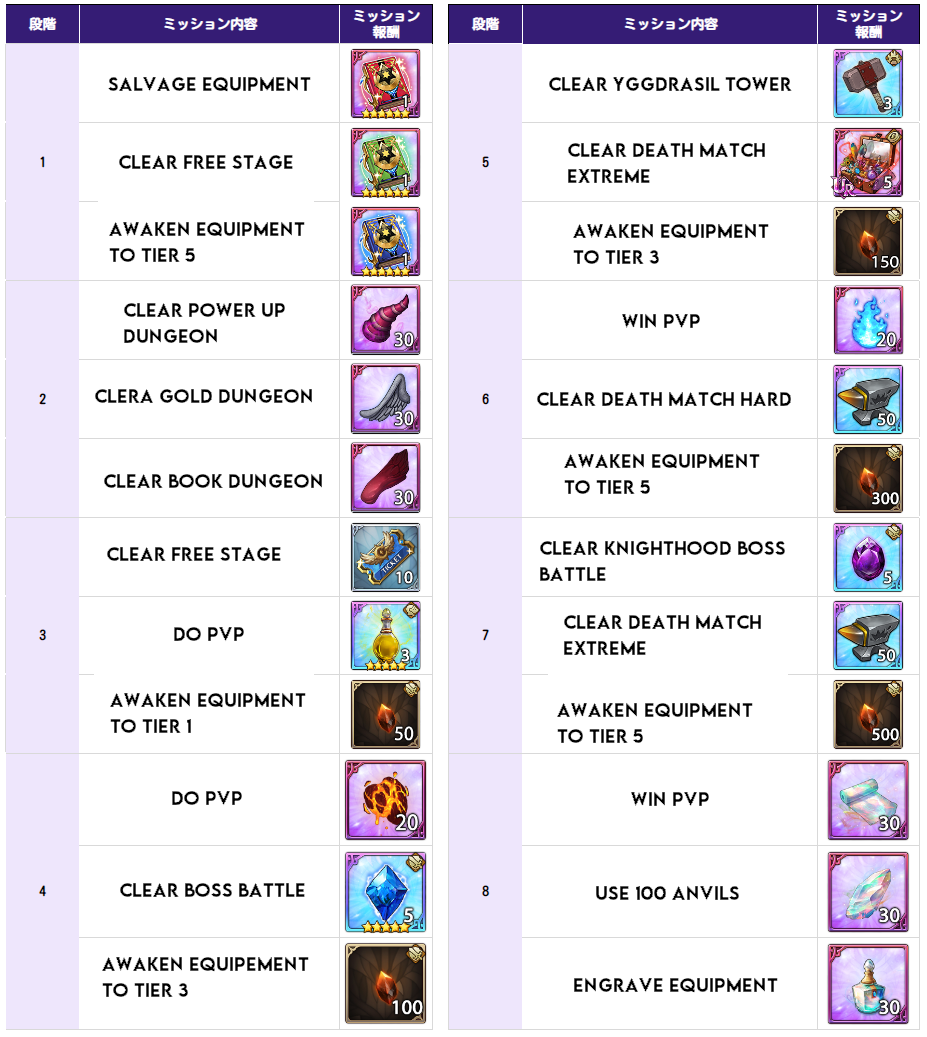 段階
ミッション内容
ミッション
報酬
1
SALVAGE EQUIPMENT
1
CLEAR FREE STAGE
1
AWAKEN EQUIPMENT
TO TIER 5
1
2
CLEAR POWER UP
DUNGEON
30
CLERA GOLD DUNGEON
30
CLEAR BOOK DUNGEON
30
3
CLEAR FREE STAGE
TICKET
10
DO PVP
3
AWAKEN EQUIPMENT
TO TIER 1
50
4
DO PVP
20
CLEAR BOSS BATTLE
5
AWAKEN EQUIPEMENT
TO TIER 3
100
段階
ミッション内容
ミッション
報酬
5
CLEAR YGGDRASIL TOWER
3
CLEAR DEATH MATCH
EXTREME
UR
5
AWAKEN EQUIPMENT
TO TIER 3
150
6
WIN PVP
20
CLEAR DEATH MATCH HARD
50
AWAKEN EQUIPMENT
TO TIER 5
300
7
CLEAR KNIGHTHOOD BOSS
BATTLE
5
CLEAR DEATH MATCH
EXTREME
50
AWAKEN EQUIPMENT
TO TIER 5
500
8
WIN PVP
30
USE 100 ANVILS
30
ENGRAVE EQUIPMENT
30